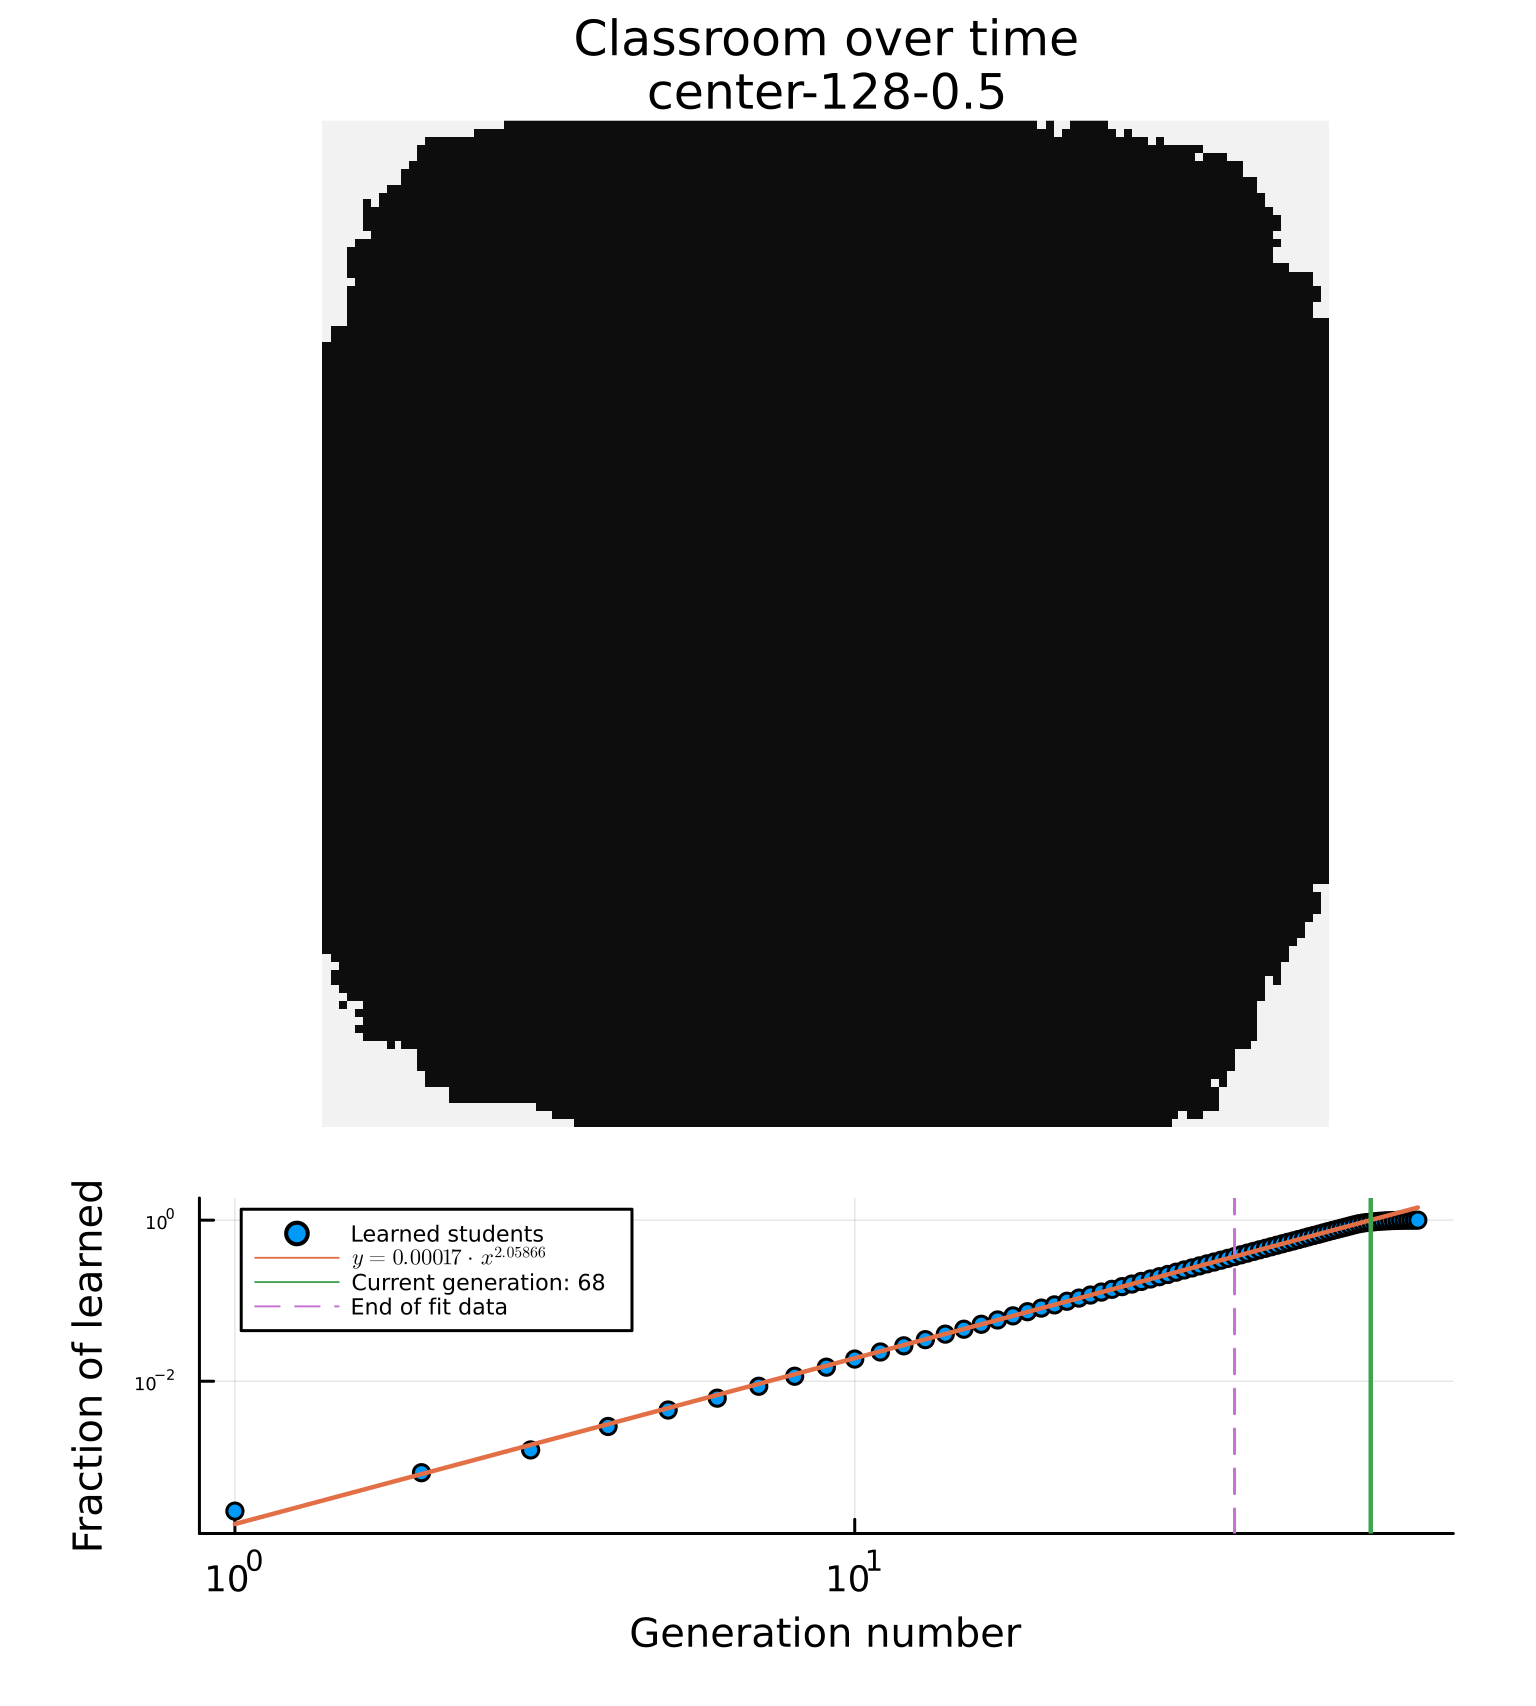 Classroom over time
center-128-0.5
Fraction of learned
10^0
10^−2
Learned students
y = 0.00017 · x^2.05866
Current generation: 68
End of fit data
10^0 10^1
Generation number